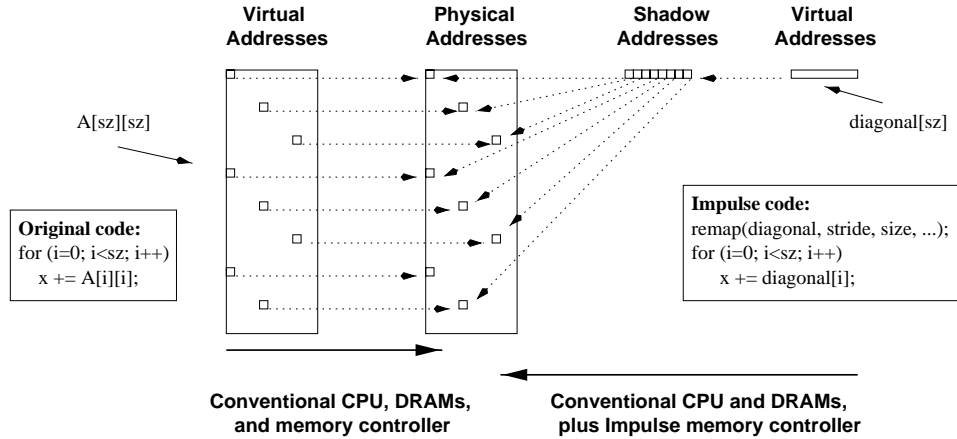 Virtual
Addresses
Physical
Addresses
Shadow
Addresses
Virtual
Addresses
A[sz][sz]
diagonal[sz]
Original code:
for (i=0; i<sz; i++)
x += A[i][i];
Impulse code:
remap(diagonal, stride, size, ...);
for (i=0; i<sz; i++)
x += diagonal[i];
Conventional CPU, DRAMs,
and memory controller
Conventional CPU and DRAMs,
plus Impulse memory controller